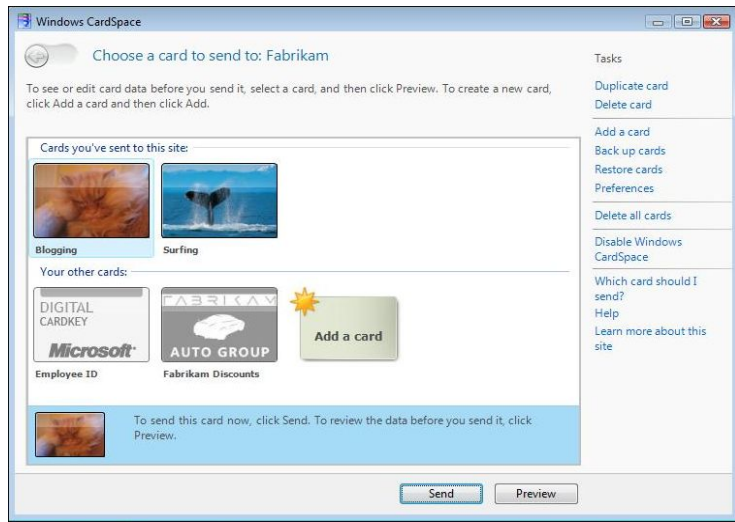 Windows CardSpace
Choose a card to send to: Fabrikam
To see or edit card data before you send it, select a card, and then click Preview. To create a new card,
click Add a card and then click Add.
Cards you've sent to this site:
Blogging
Surfing
Your other cards:
DIGITAL
CARDKEY
Microsoft
Employee ID
FABRIKAM
AUTO GROUP
Fabrikam Discounts
Add a card
To send this card now, click Send. To review the data before you send it, click
Preview.
Send
Preview
Tasks
Duplicate card
Delete card
Add a card
Back up cards
Restore cards
Preferences
Delete all cards
Disable Windows
CardSpace
Which card should I
send?
Help
Learn more about this
site